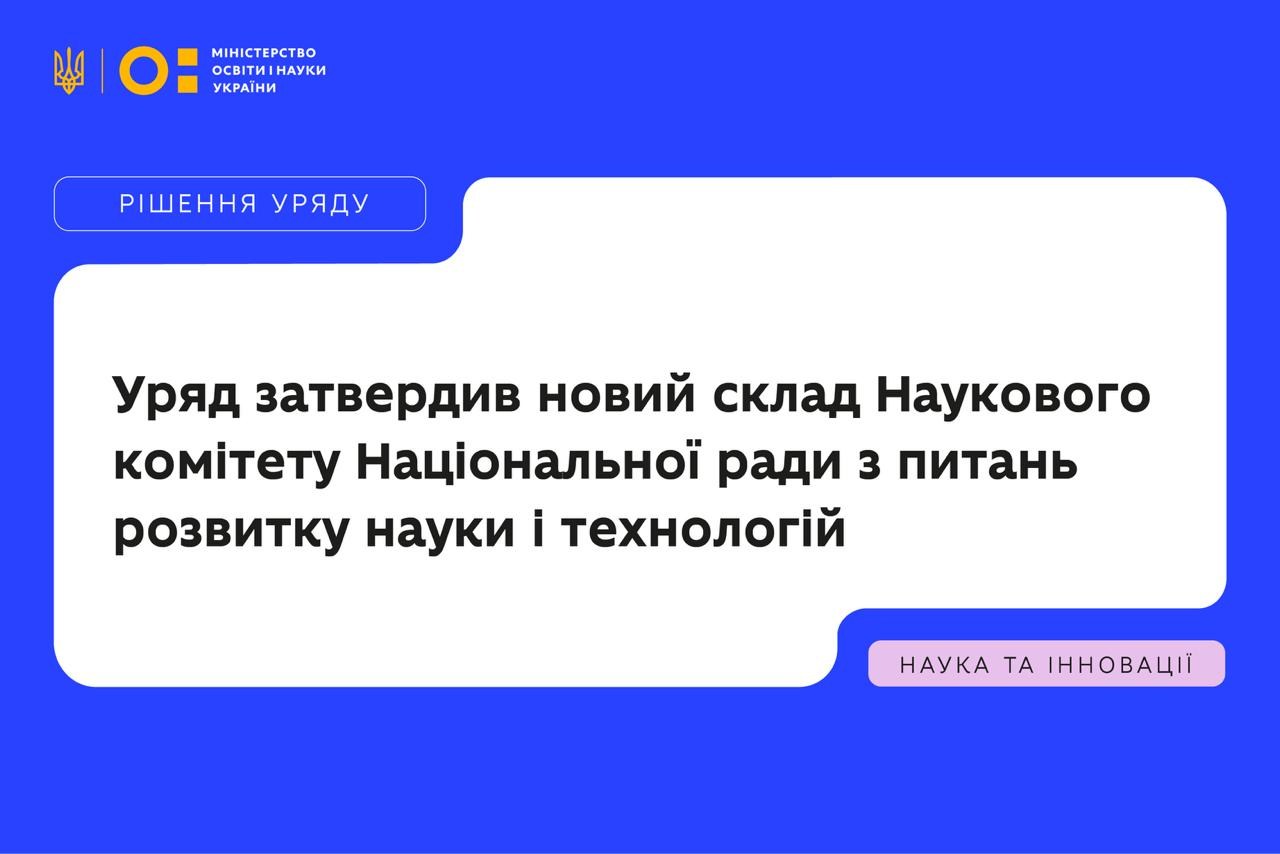 МІНІСТЕРСТВО
ОСВІТИ І НАУКИ
УКРАЇНИ
РІШЕННЯ УРЯДУ
Уряд затвердив новий склад Наукового
комітету Національної ради з питань
розвитку науки і технологій
НАУКА ТА ІННОВАЦІЇ